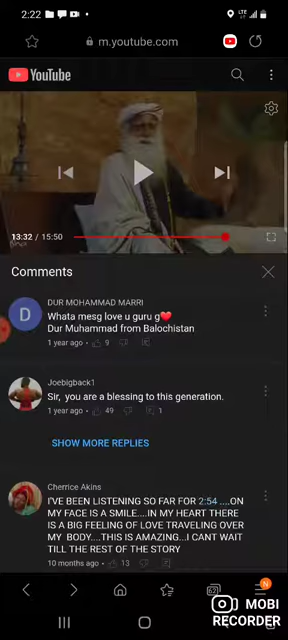 2:22
LTE
m.youtube.com
YouTube
13:32 / 15:50
Comments
D
DUR MOHAMMAD MARRI
Whata mesg love u guru g❤️
Dur Muhammad from Balochistan
1 year ago • 9
Joebigback1
Sir, you are a blessing to this generation.
1 year ago • 49 1
SHOW MORE REPLIES
Cherrice Akins
I'VE BEEN LISTENING SO FAR FOR 2:54 ....ON
MY FACE IS A SMILE....IN MY HEART THERE
IS A BIG FEELING OF LOVE TRAVELING OVER
MY BODY.....THIS IS AMAZING...I CANT WAIT
TILL THE REST OF THE STORY
10 months ago • 13
N
MOBI
RECORDER